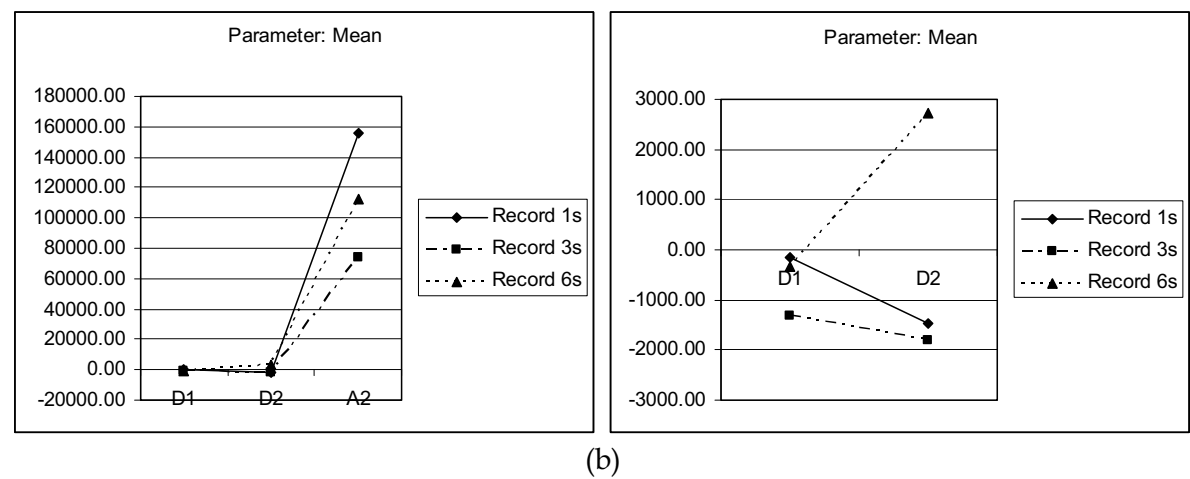 Parameter: Mean
180000.00
160000.00
140000.00
120000.00
100000.00
80000.00
60000.00
40000.00
20000.00
0.00
-20000.00
D1 D2 A2
Record 1s
Record 3s
Record 6s
Parameter: Mean
3000.00
2000.00
1000.00
0.00
-1000.00
-2000.00
-3000.00
D1 D2
Record 1s
Record 3s
Record 6s
(b)